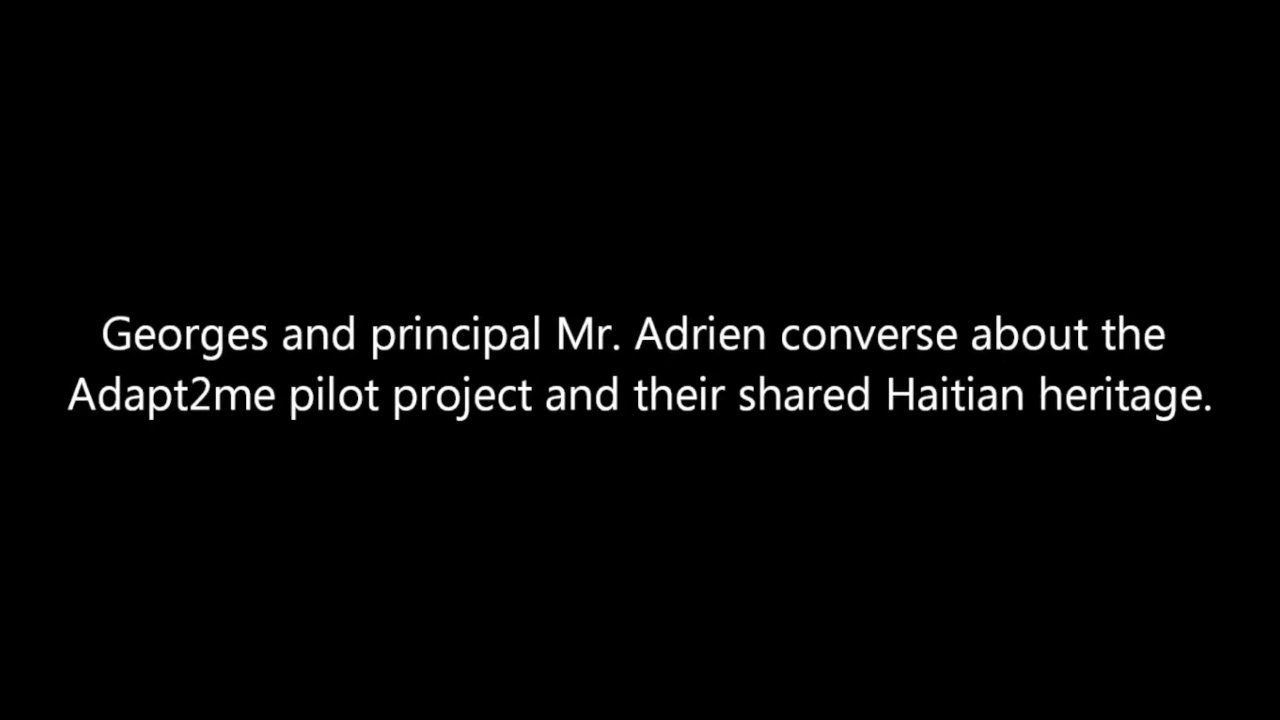 Georges and principal Mr. Adrien converse about the
Adapt2me pilot project and their shared Haitian heritage.